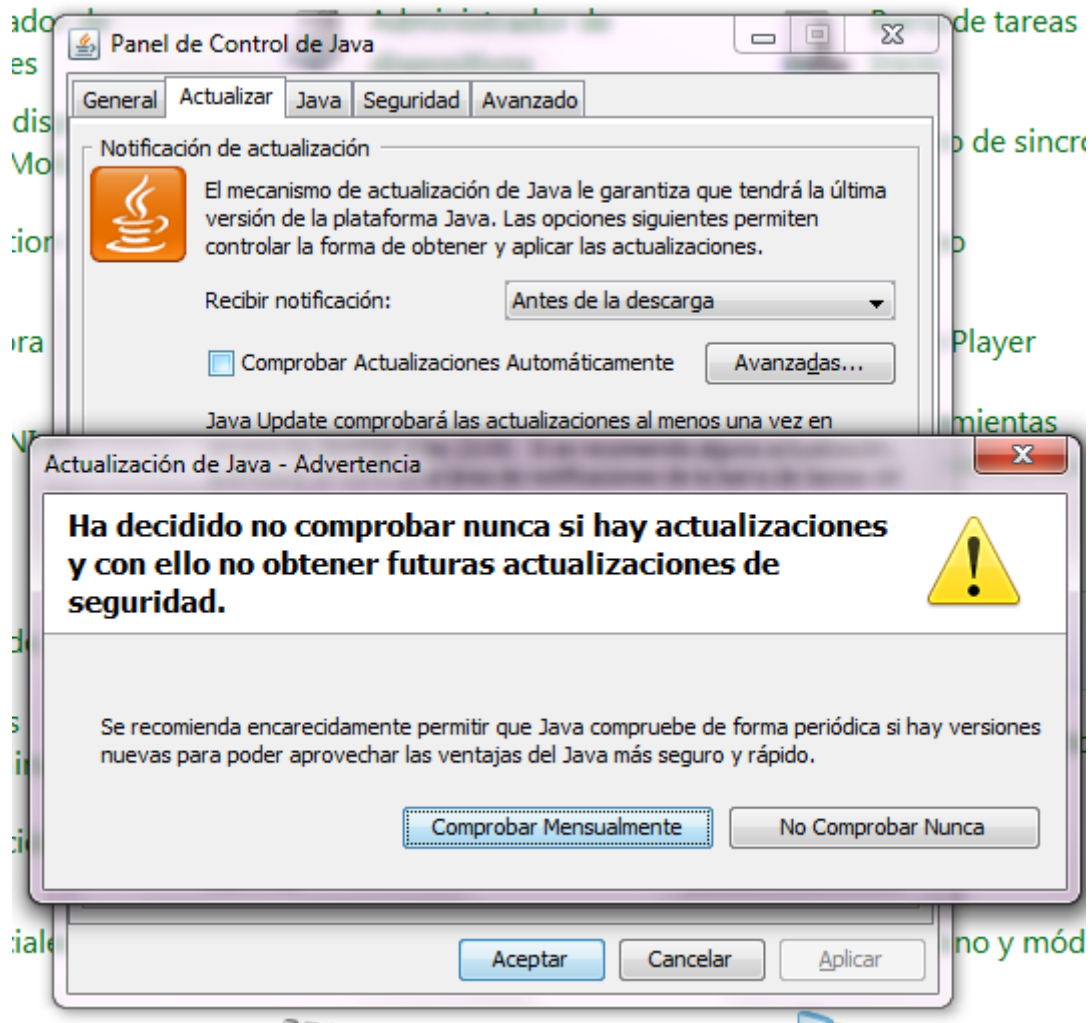 Panel de Control de Java
de tareas
General Actualizar Java Seguridad Avanzado
Notificación de actualización
de sincro
El mecanismo de actualización de Java le garantiza que tendrá la última
versión de la plataforma Java. Las opciones siguientes permiten
controlar la forma de obtener y aplicar las actualizaciones.
Recibir notificación: Antes de la descarga
Player
Comprobar Actualizaciones Automáticamente Avanzadas...
Java Update comprobará las actualizaciones al menos una vez en
mientas
Actualización de Java - Advertencia
Ha decidido no comprobar nunca si hay actualizaciones
y con ello no obtener futuras actualizaciones de
seguridad.
Se recomienda encarecidamente permitir que Java compruebe de forma periódica si hay versiones
nuevas para poder aprovechar las ventajas del Java más seguro y rápido.
Comprobar Mensualmente No Comprobar Nunca
Aceptar Cancelar Aplicar
no y mód